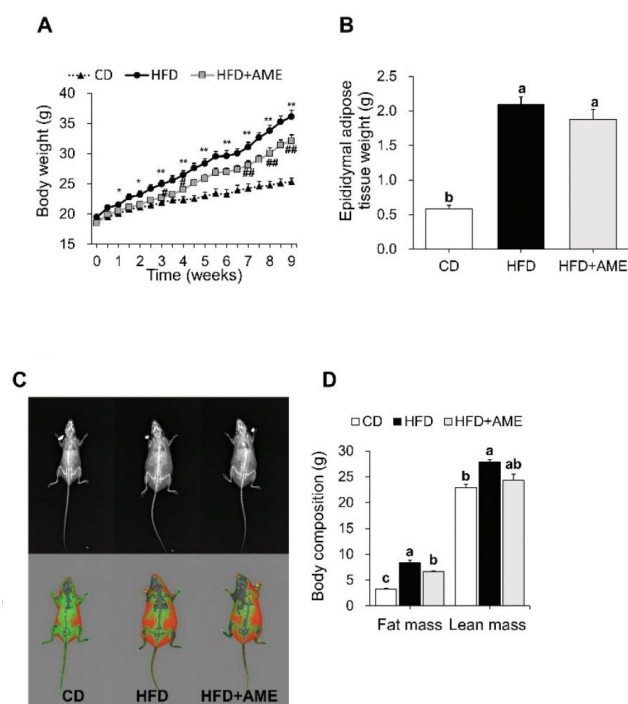 A
CD HFD HFD+AME
Body weight (g)
40
35
30
25
20
15
** ** ** ** ** ** **
* *
# # ## ## ##
0 1 2 3 4 5 6 7 8 9
Time (weeks)
B
Epididymal adipose
tissue weight (g)
2.5
2.0
1.5
1.0
0.5
0.0
b a a
CD HFD HFD+AME
C
CD HFD HFD+AME
D
CD HFD HFD+AME
Body composition (g)
30
25
20
15
10
5
0
c a b b a ab
Fat mass Lean mass